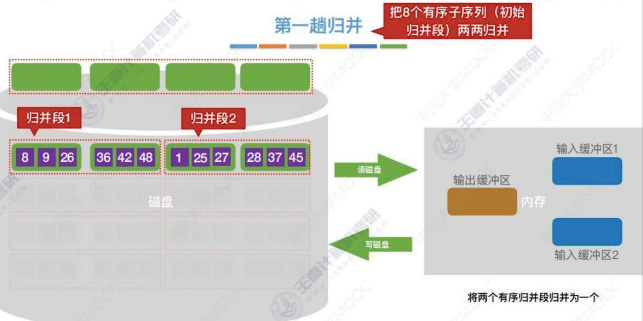 第一趟归并
把8个有序子序列（初始
归并段）两两归并
归并段1
归并段2
8 9 26 36 42 48 1 25 27 28 37 45
磁盘
读磁盘
写磁盘
输出缓冲区
内存
输入缓冲区1
输入缓冲区2
将两个有序归并段归并为一个
王道计算机考研
中国大学MOOC